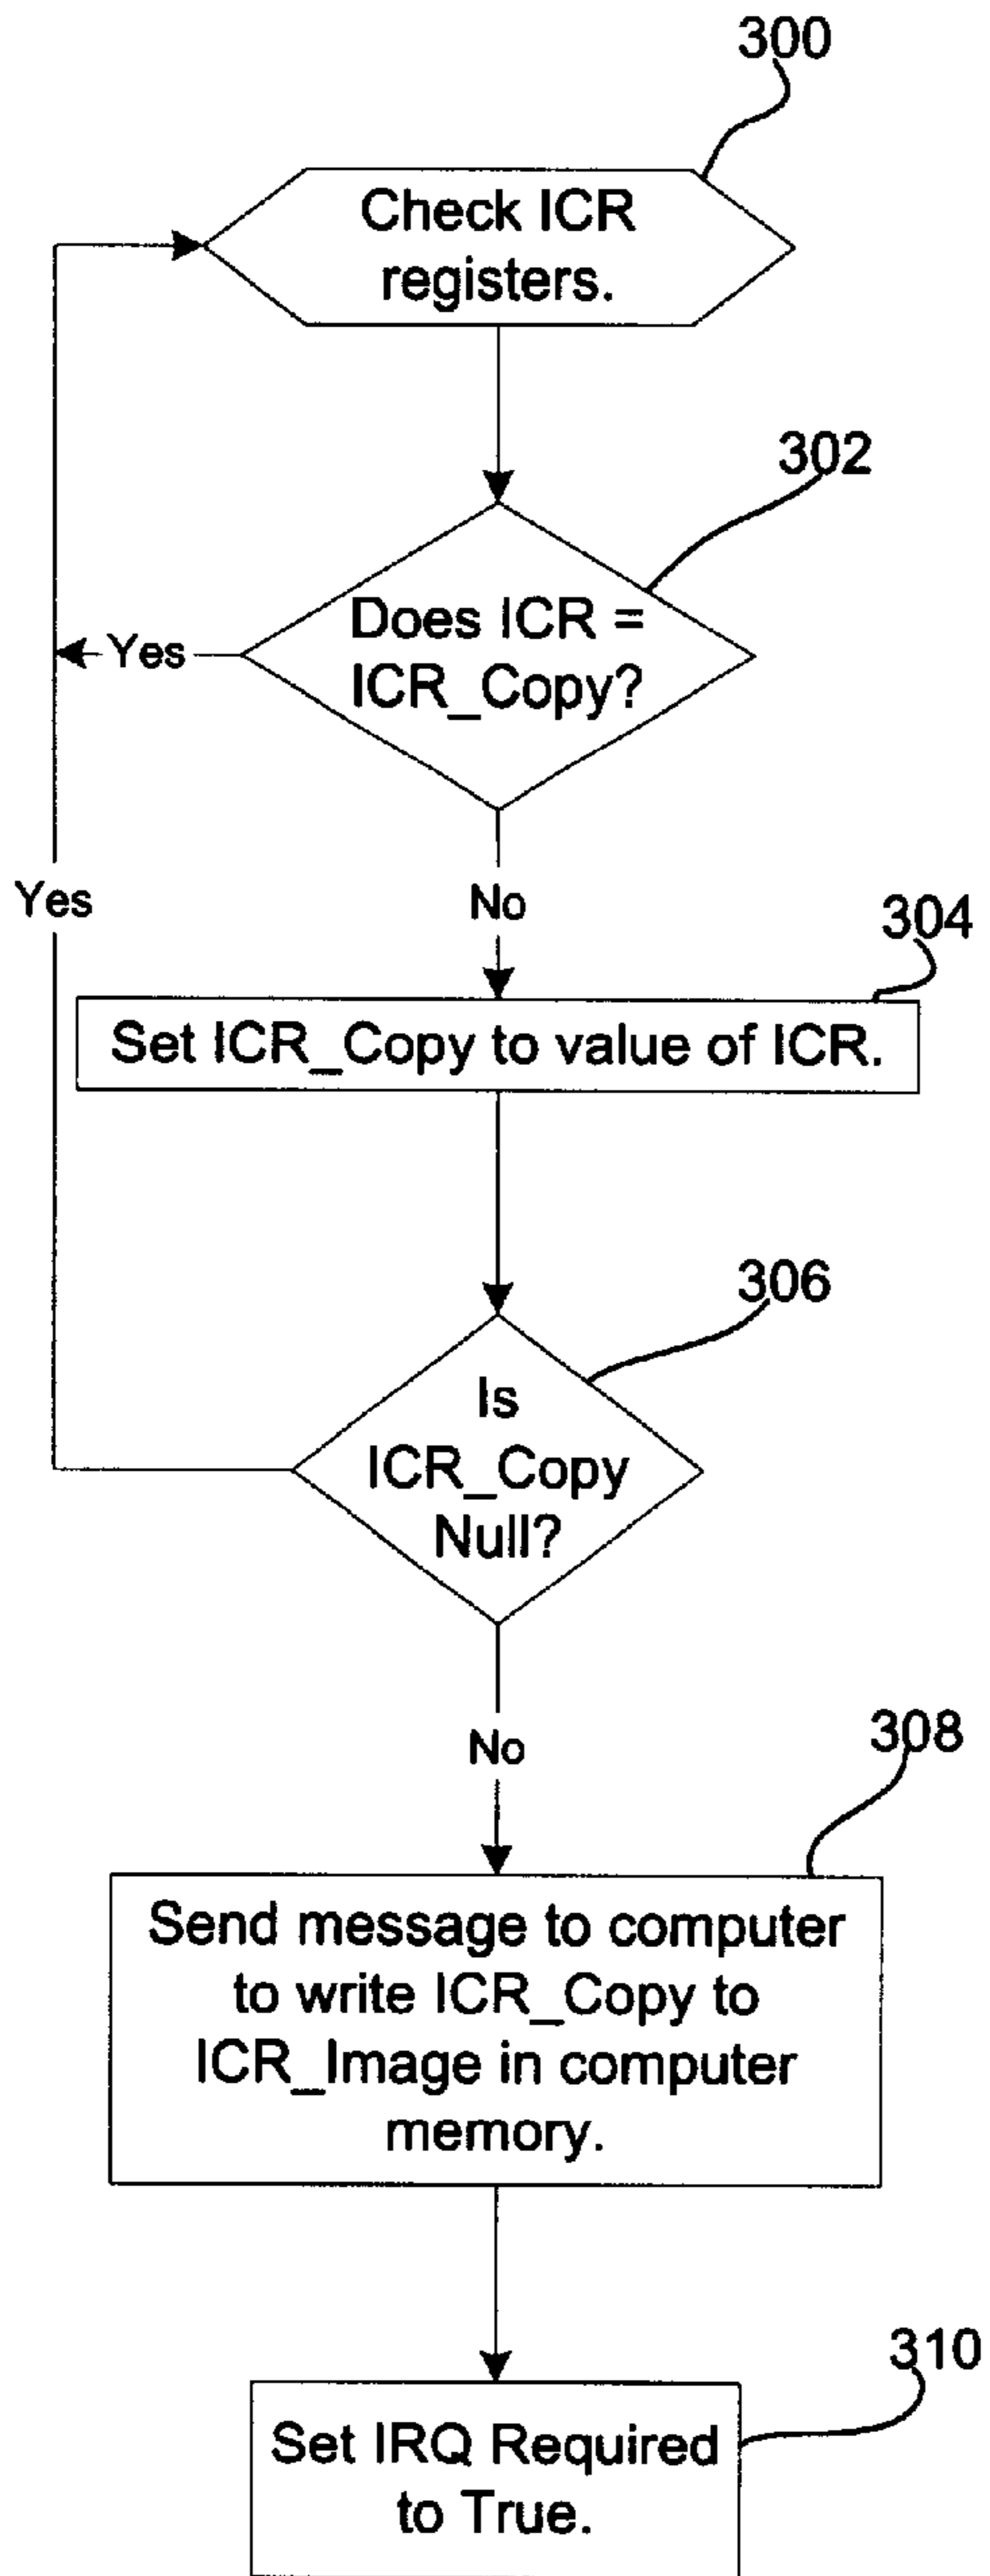 300
Check ICR
registers.
302
Does ICR =
ICR_Copy?
Yes
Yes
No
304
Set ICR_Copy to value of ICR.
306
Is
ICR_Copy
Null?
No
308
Send message to computer
to write ICR_Copy to
ICR_Image in computer
memory.
310
Set IRQ Required
to True.